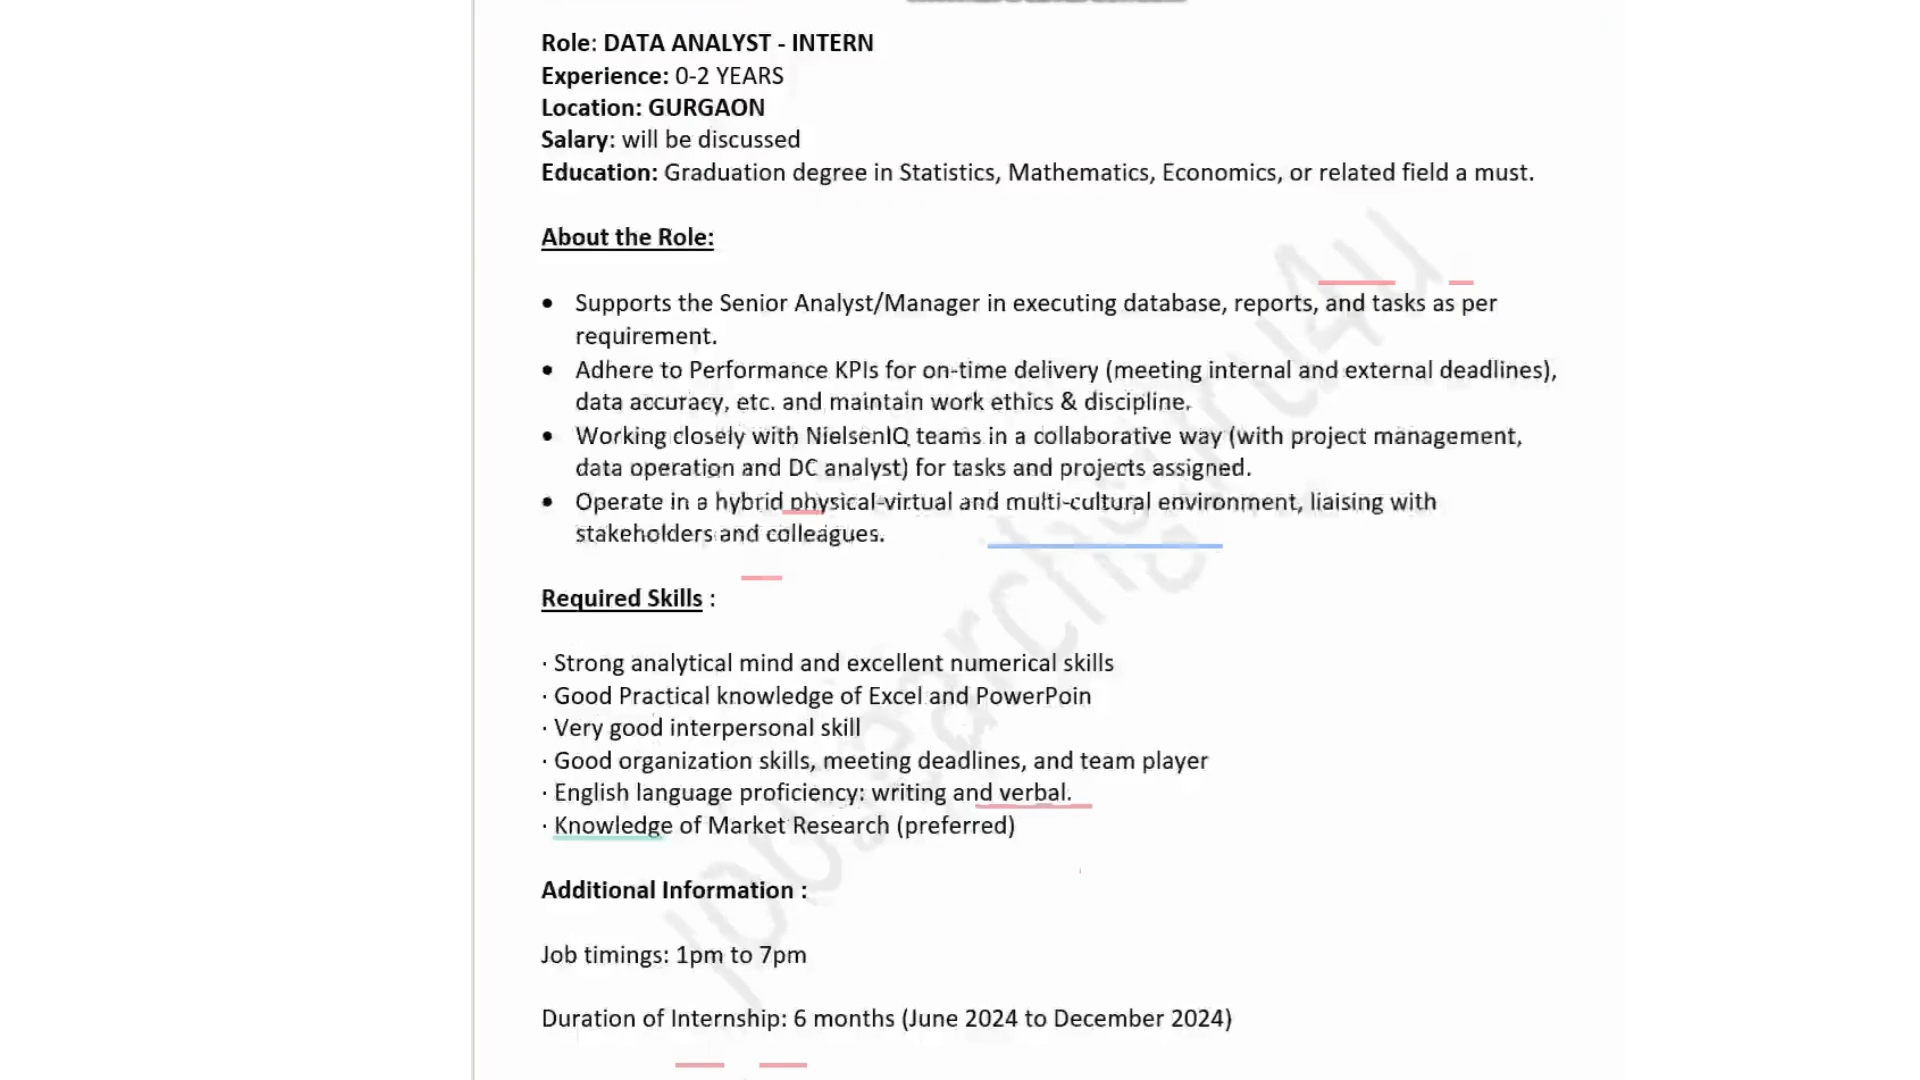 Role: DATA ANALYST - INTERN
Experience: 0-2 YEARS
Location: GURGAON
Salary: will be discussed
Education: Graduation degree in Statistics, Mathematics, Economics, or related field a must.
About the Role:
• Supports the Senior Analyst/Manager in executing database, reports, and tasks as per
requirement.
• Adhere to Performance KPIs for on-time delivery (meeting internal and external deadlines),
data accuracy, etc. and maintain work ethics & discipline.
• Working closely with NielsenIQ teams in a collaborative way (with project management,
data operation and DC analyst) for tasks and projects assigned.
• Operate in a hybrid physical-virtual and multi-cultural environment, liaising with
stakeholders and colleagues.
Required Skills :
· Strong analytical mind and excellent numerical skills
· Good Practical knowledge of Excel and PowerPoin
· Very good interpersonal skill
· Good organization skills, meeting deadlines, and team player
· English language proficiency: writing and verbal.
· Knowledge of Market Research (preferred)
Additional Information :
Job timings: 1pm to 7pm
Duration of Internship: 6 months (June 2024 to December 2024)